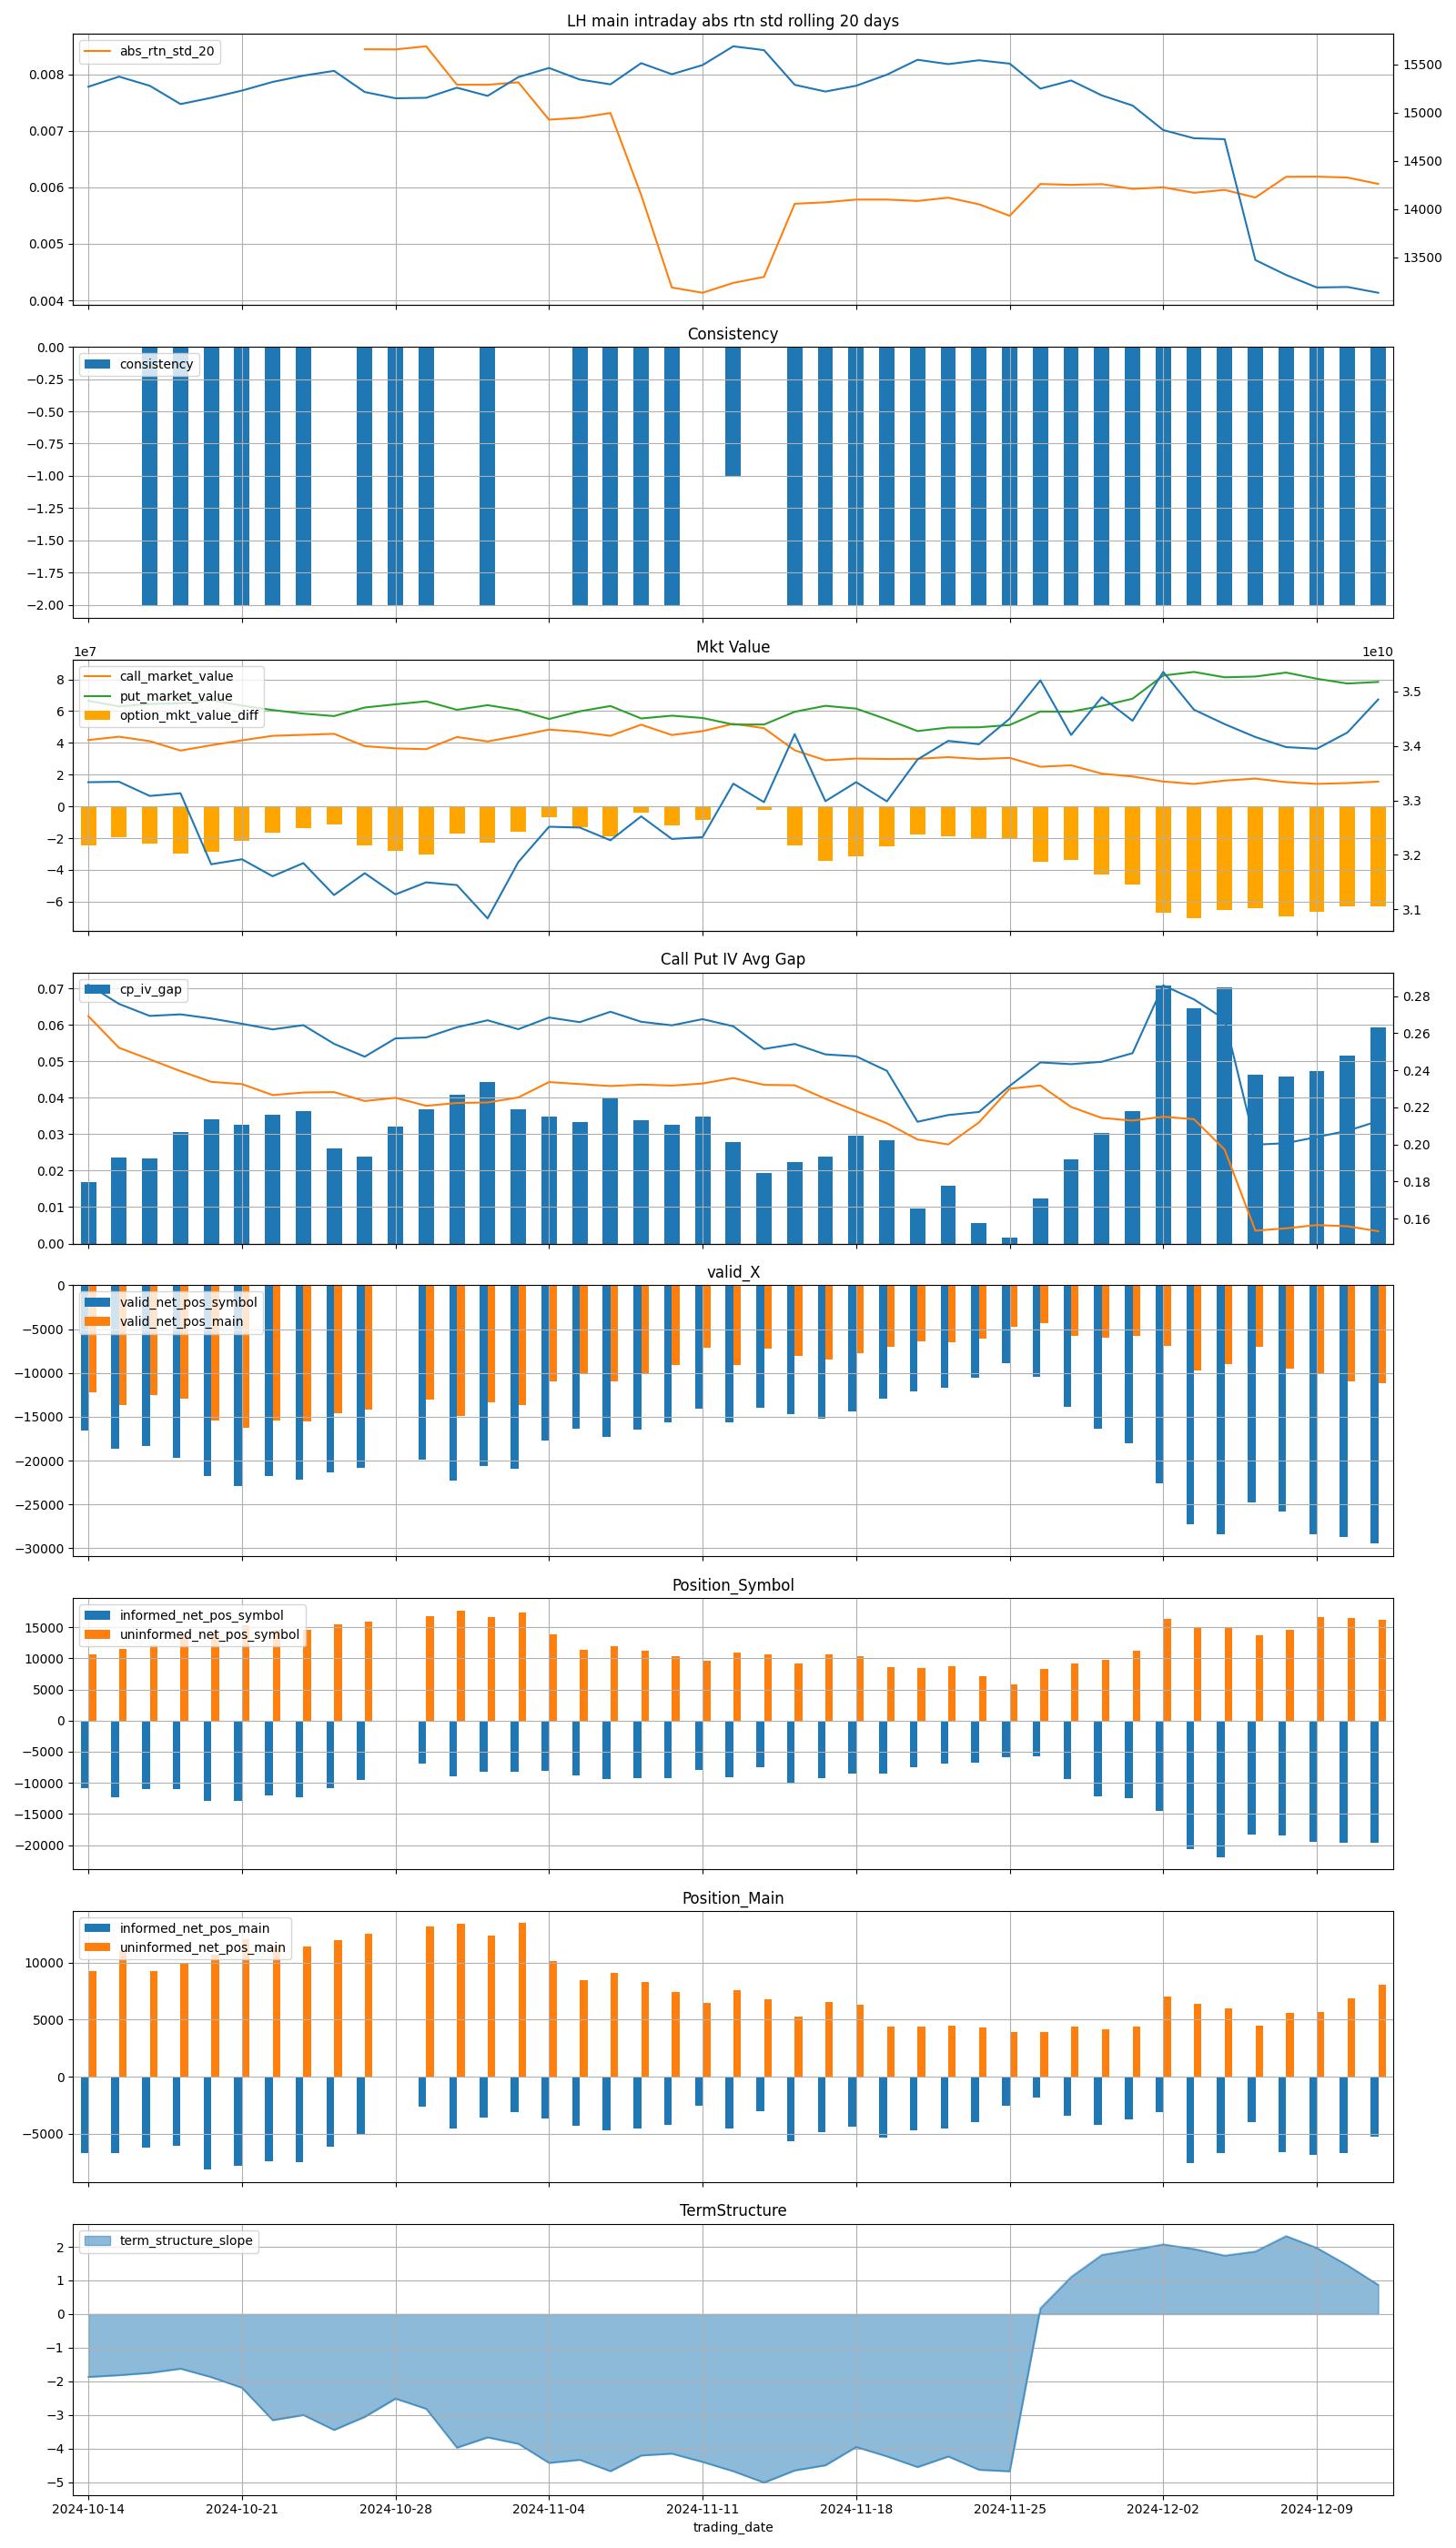 LH main intraday abs rtn std rolling 20 days
abs_rtn_std_20
0.008
0.007
0.006
0.005
0.004
15500
15000
14500
14000
13500
Consistency
consistency
0.00
−0.25
−0.50
−0.75
−1.00
−1.25
−1.50
−1.75
−2.00
Mkt Value
1e7
1e10
call_market_value
put_market_value
option_mkt_value_diff
8
6
4
2
0
−2
−4
−6
3.5
3.4
3.3
3.2
3.1
Call Put IV Avg Gap
cp_iv_gap
0.07
0.06
0.05
0.04
0.03
0.02
0.01
0.00
0.28
0.26
0.24
0.22
0.20
0.18
0.16
valid_X
valid_net_pos_symbol
valid_net_pos_main
0
−5000
−10000
−15000
−20000
−25000
−30000
Position_Symbol
informed_net_pos_symbol
uninformed_net_pos_symbol
15000
10000
5000
0
−5000
−10000
−15000
−20000
Position_Main
informed_net_pos_main
uninformed_net_pos_main
10000
5000
0
−5000
TermStructure
term_structure_slope
2
1
0
−1
−2
−3
−4
−5
2024-10-14 2024-10-21 2024-10-28 2024-11-04 2024-11-11 2024-11-18 2024-11-25 2024-12-02 2024-12-09
trading_date